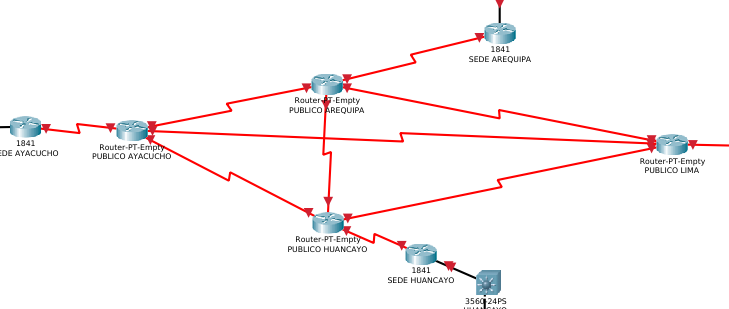 1841
SEDE AREQUIPA
Router-PT-Empty
PUBLICO AREQUIPA
1841
EDE AYACUCHO
Router-PT-Empty
PUBLICO AYACUCHO
Router-PT-Empty
PUBLICO LIMA
Router-PT-Empty
PUBLICO HUANCAYO
1841
SEDE HUANCAYO
3560-24PS
HUANCAYO